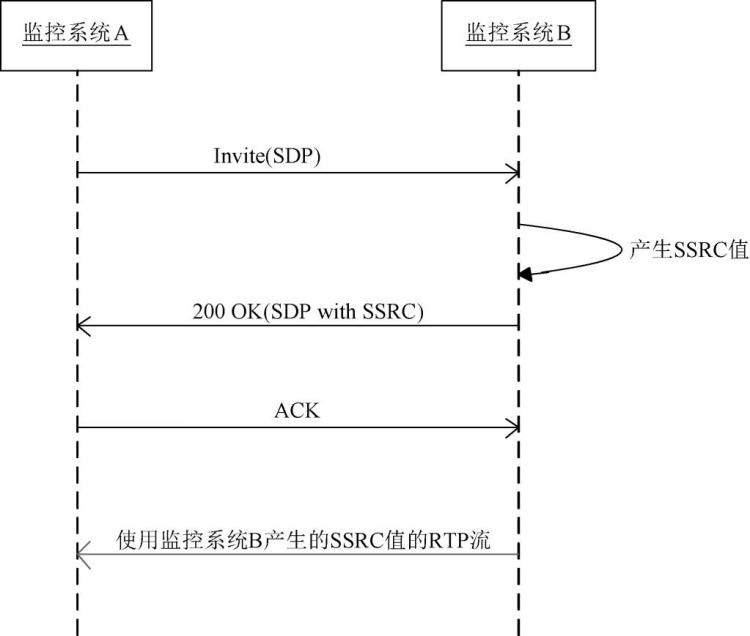 监控系统A
监控系统B
Invite(SDP)
产生SSRC值
200 OK(SDP with SSRC)
ACK
使用监控系统B产生的SSRC值的RTP流